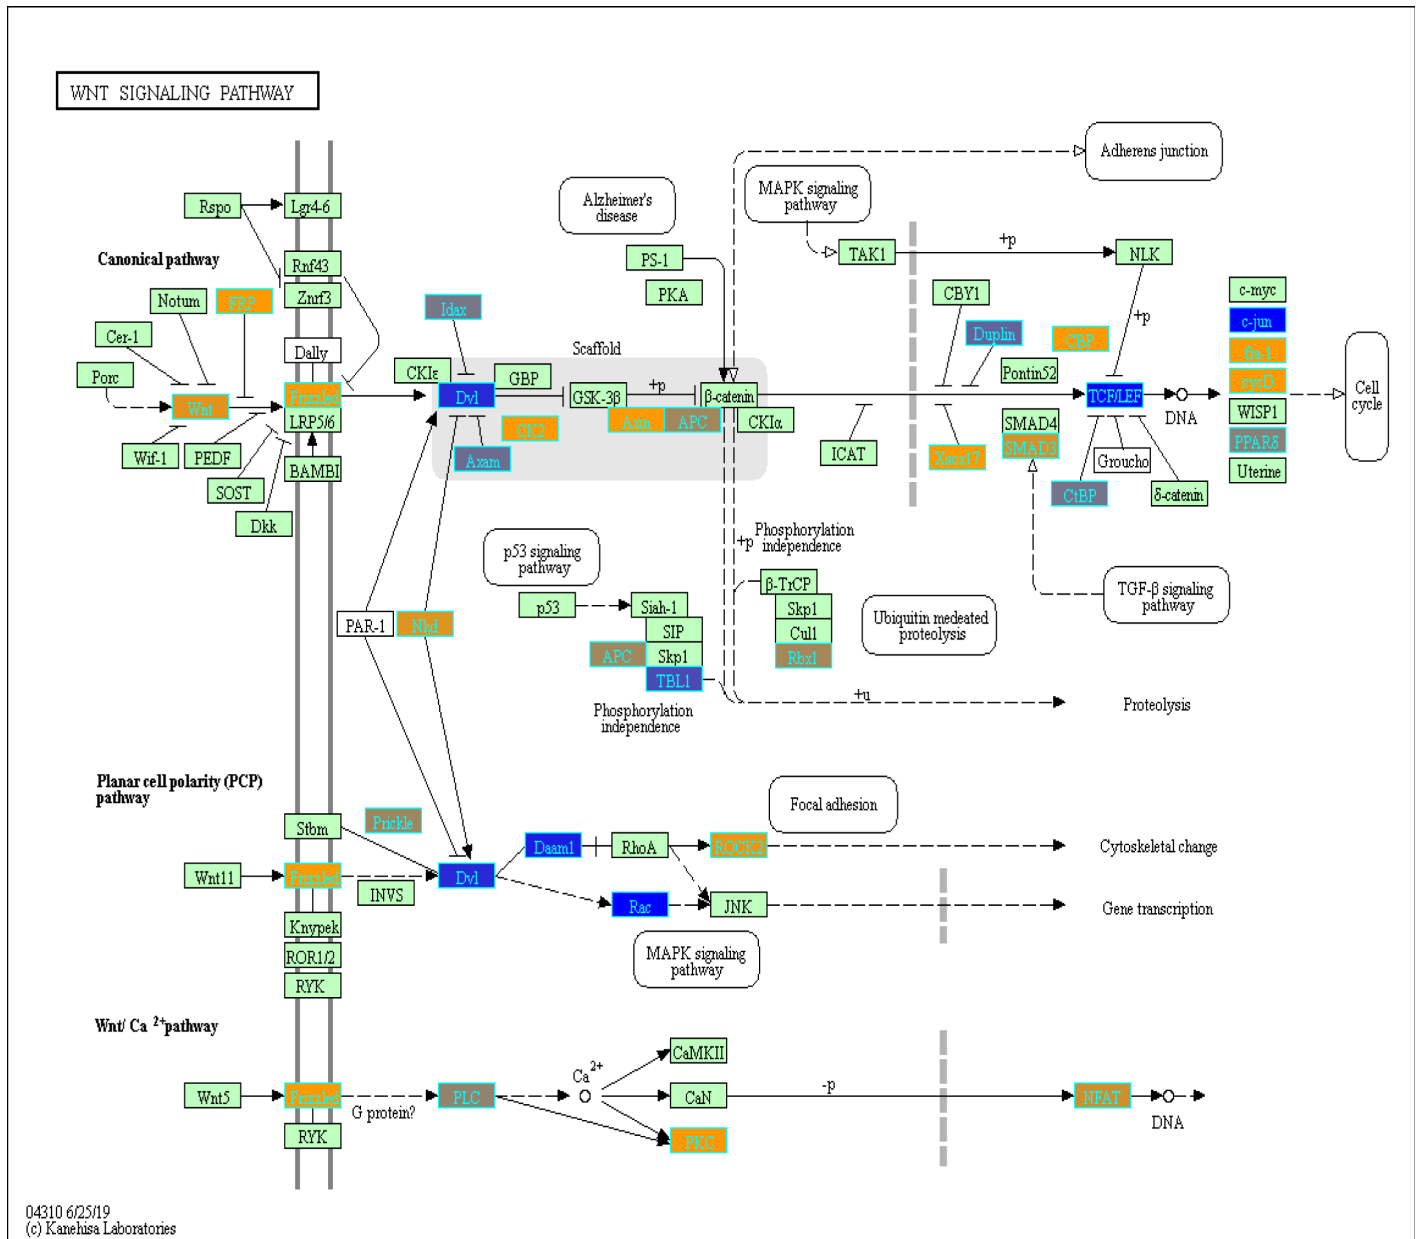 WNT SIGNALING PATHWAY
Adherens junction
MAPK signaling
pathway
Alzheimer's
disease
Rspo
Lgr4-6
+p
TAK1
NLK
Canonical pathway
Rnf43
PS-1
PKA
Znrf3
Notum
FRP
Idax
CBY1
c-myc
c-jun
fra-1
cycD
WISP1
PPARδ
Uterine
Cell
cycle
Cer-1
Dally
Scaffold
Duplin
CBP
+p
Porc
CKIε
GBP
Pontin52
Wnt
Frizzled
Dvl
GSK-3β
+p
β-catenin
TCF/LEF
DNA
LRP5/6
Axin
APC
CKIα
SMAD4
SMAD3
CK2
Wif-1
PEDF
BAMBI
Axam
ICAT
Xsox17
Groucho
SOST
CtBP
δ-catenin
Dkk
+p
Phosphorylation
independence
p53 signaling
pathway
β-TrCP
TGF-β signaling
pathway
p53
Siah-1
Skp1
Ubiquitin medeated
proteolysis
PAR-1
Nkd
SIP
Cul1
APC
Skp1
Rbx1
TBL1
+u
Proteolysis
Phosphorylation
independence
Planar cell polarity (PCP)
pathway
Focal adhesion
Stbm
Prickle
Daam1
RhoA
ROCK2
Cytoskeletal change
Wnt11
Frizzled
INVS
Dvl
Rac
JNK
Gene transcription
Knypek
ROR1/2
MAPK signaling
pathway
RYK
Wnt/ Ca 2+ pathway
CaMKII
Ca2+
Wnt5
Frizzled
G protein?
PLC
CaN
-p
NFAT
DNA
RYK
PKC
04310 6/25/19
(c) Kanehisa Laboratories